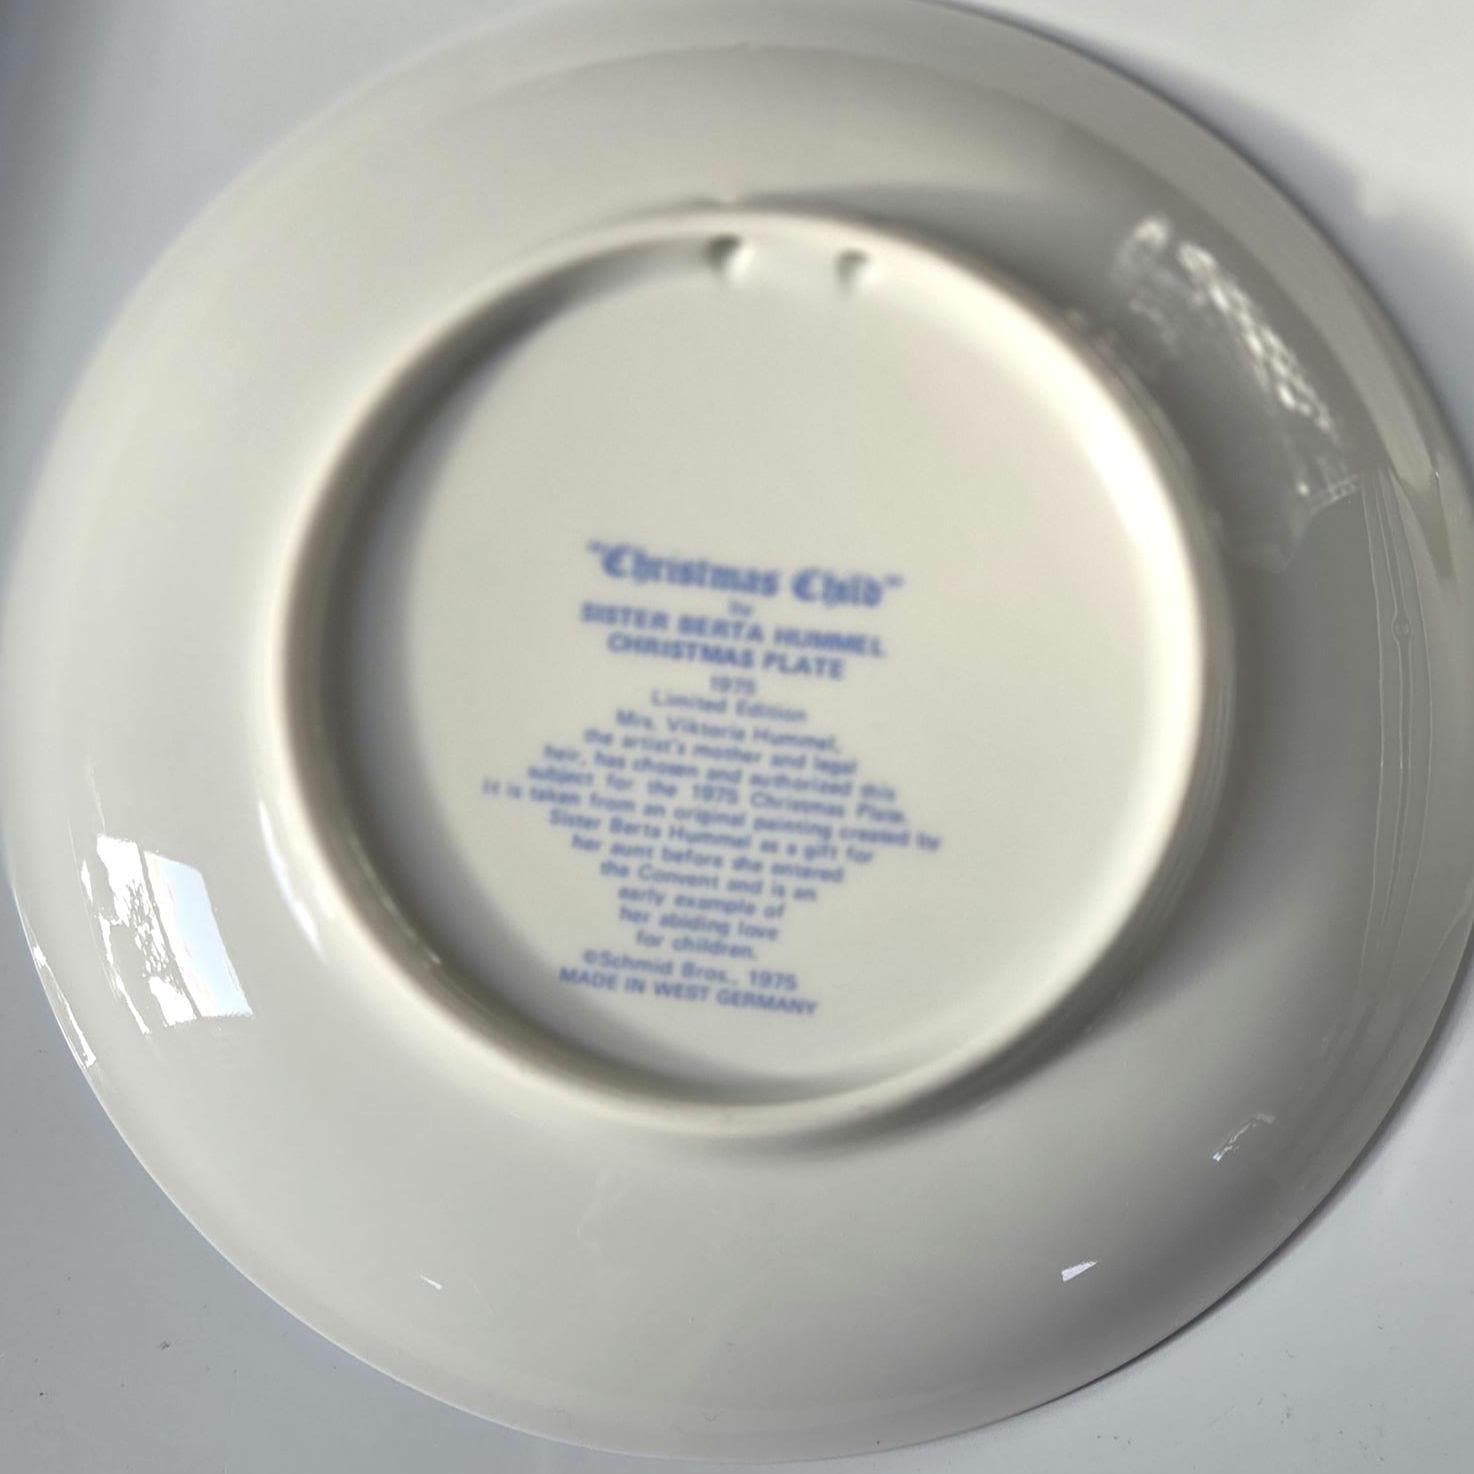 "Christmas Child"
by
SISTER BERTA HUMMEL
CHRISTMAS PLATE
1975
Limited Edition
Mrs. Viktoria Hummel,
the artist's mother and legal
heir, has chosen and authorized this
subject for the 1975 Christmas Plate.
It is taken from an original painting created by
Sister Berta Hummel as a gift for
her aunt before she entered
the Convent and is an
early example of
her abiding love
for children.
©Schmid Bros., 1975
MADE IN WEST GERMANY